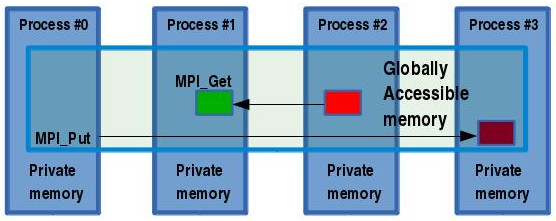 Process #0 Process #1 Process #2 Process #3
Globally
MPI_Get
Accessible
memory
MPI_Put
Private Private Private Private
memory memory memory memory